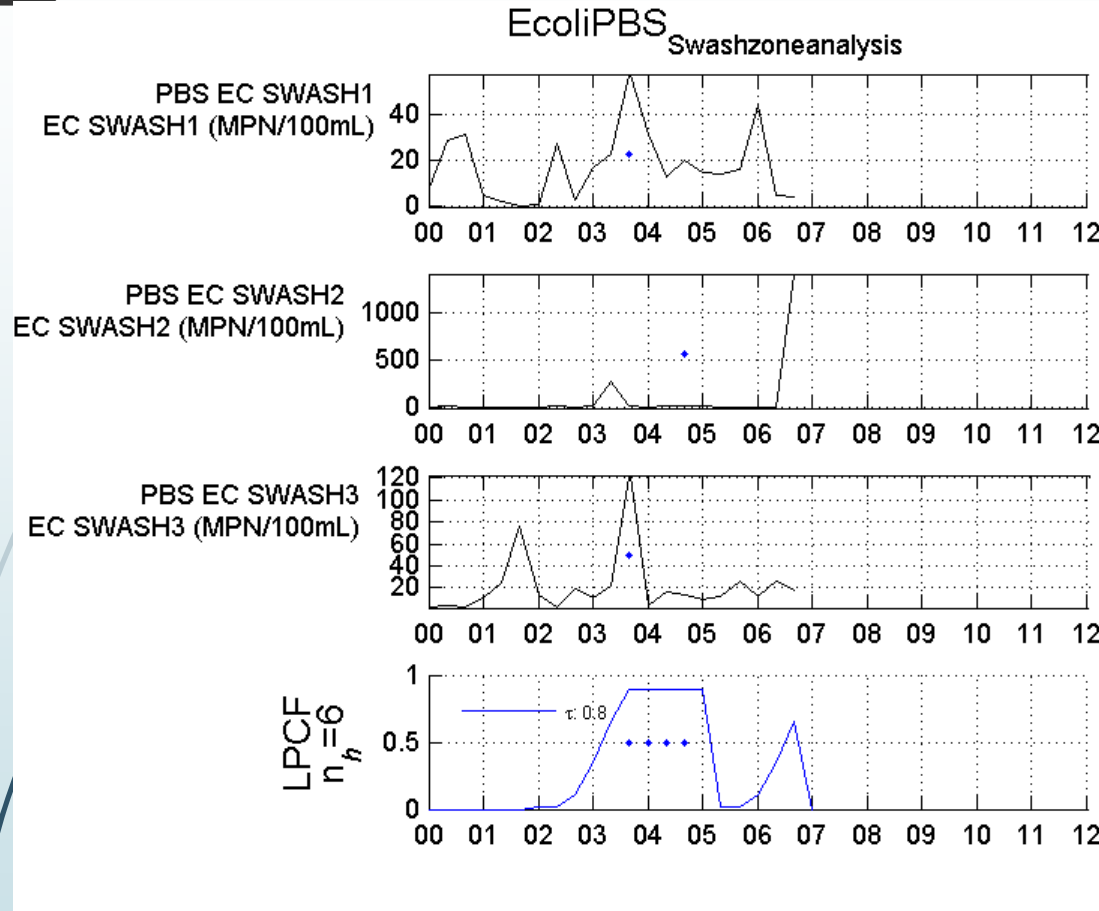 EcoliPBS Swashzoneanalysis
PBS EC SWASH1
EC SWASH1 (MPN/100mL)
40
20
0
00 01 02 03 04 05 06 07 08 09 10 11 12
PBS EC SWASH2
EC SWASH2 (MPN/100mL)
1000
500
0
00 01 02 03 04 05 06 07 08 09 10 11 12
PBS EC SWASH3
EC SWASH3 (MPN/100mL)
120
100
80
60
40
20
00 01 02 03 04 05 06 07 08 09 10 11 12
LPCF
n_h=6
1
0.5
0
τ: 0.8
00 01 02 03 04 05 06 07 08 09 10 11 12